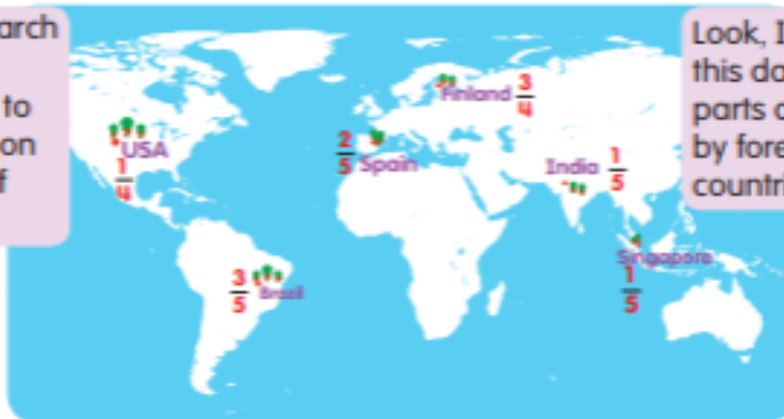 arch
to
on
f
Look, I
this da
parts o
by fore
countri
Finland 3/4
USA
1/4
2/5 Spain
India 1/5
Singapore
1/5
3/5 Brazil